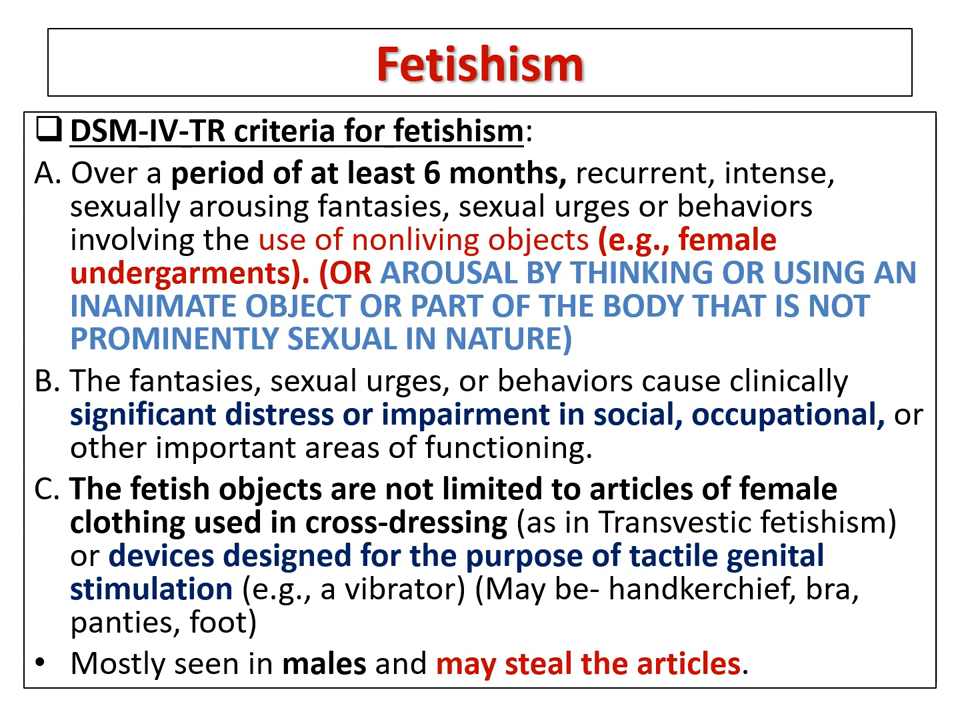 Fetishism
❑ DSM-IV-TR criteria for fetishism:
A. Over a period of at least 6 months, recurrent, intense,
sexually arousing fantasies, sexual urges or behaviors
involving the use of nonliving objects (e.g., female
undergarments). (OR AROUSAL BY THINKING OR USING AN
INANIMATE OBJECT OR PART OF THE BODY THAT IS NOT
PROMINENTLY SEXUAL IN NATURE)
B. The fantasies, sexual urges, or behaviors cause clinically
significant distress or impairment in social, occupational, or
other important areas of functioning.
C. The fetish objects are not limited to articles of female
clothing used in cross-dressing (as in Transvestic fetishism)
or devices designed for the purpose of tactile genital
stimulation (e.g., a vibrator) (May be- handkerchief, bra,
panties, foot)
• Mostly seen in males and may steal the articles.